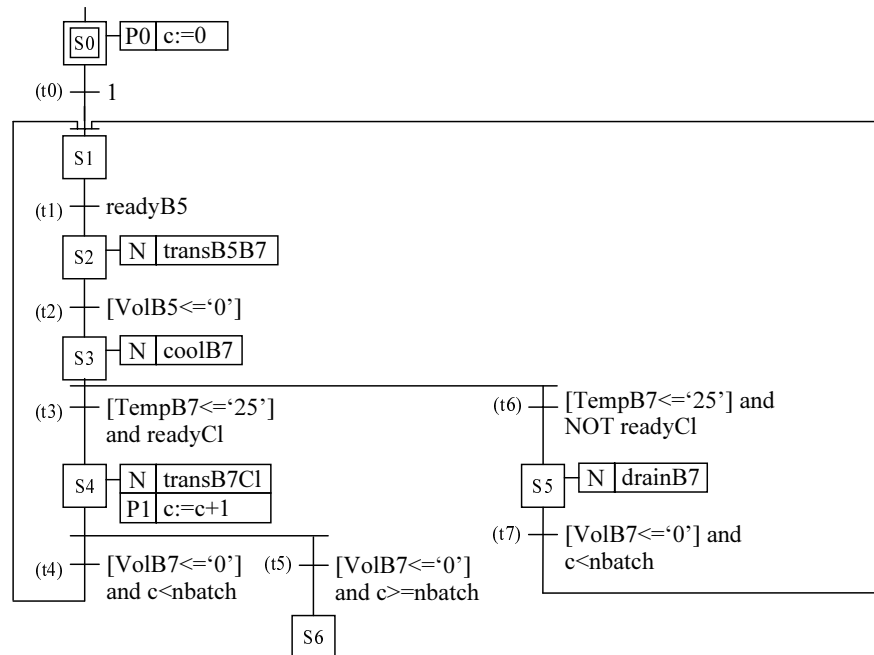 S0 P0 c:=0
(t0) 1
S1
(t1) readyB5
S2 N transB5B7
(t2) [VolB5<=‘0’]
S3 N coolB7
(t3) [TempB7<=‘25’]
and readyCl
(t6) [TempB7<=‘25’] and
NOT readyCl
S4 N transB7Cl
P1 c:=c+1
S5 N drainB7
(t4) [VolB7<=‘0’]
and c<nbatch
(t5) [VolB7<=‘0’]
and c>=nbatch
(t7) [VolB7<=‘0’] and
c<nbatch
S6